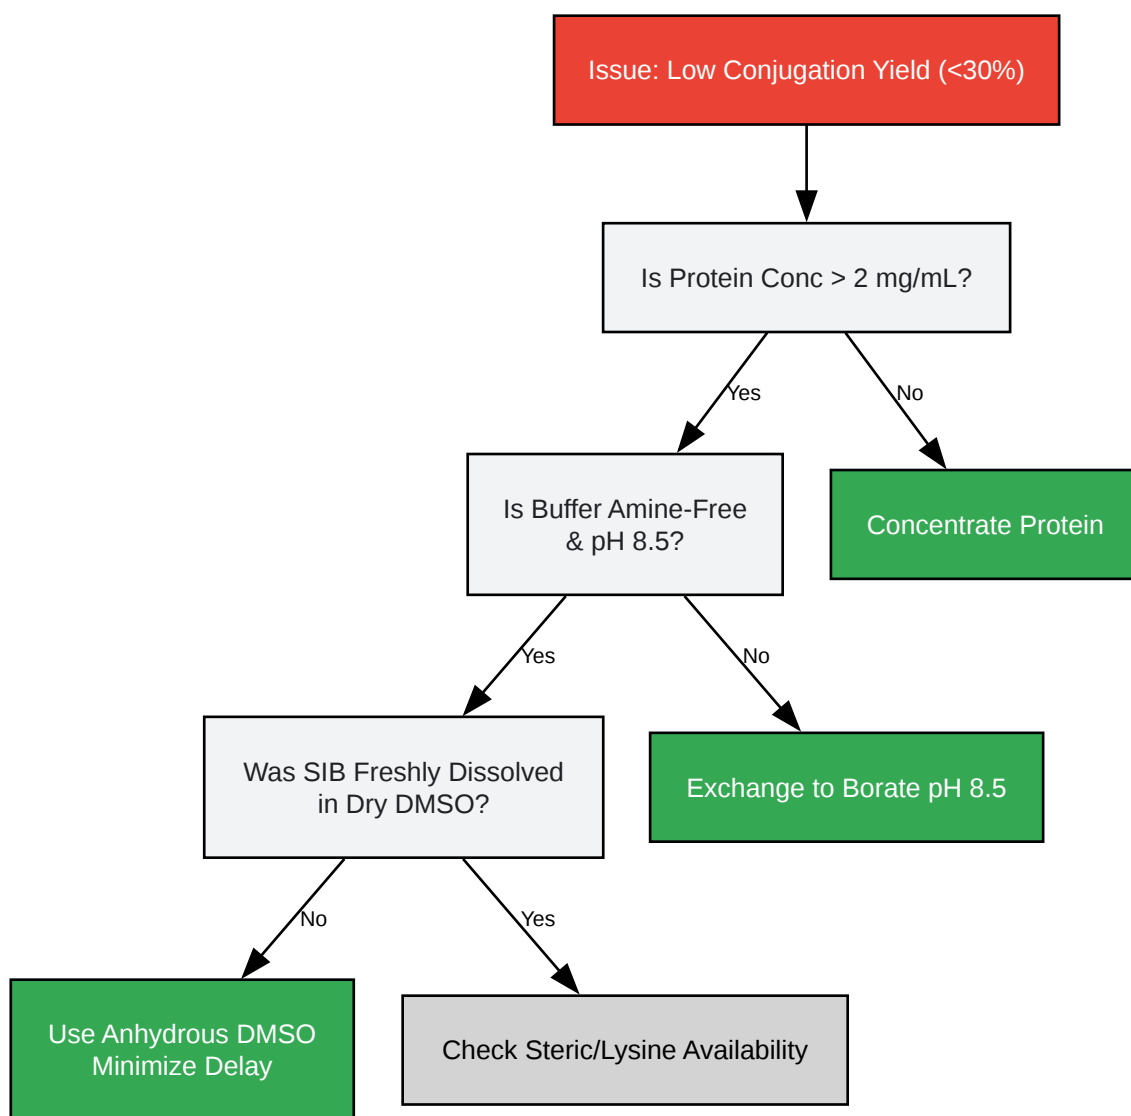 Issue: Low Conjugation Yield (<30%)
Is Protein Conc > 2 mg/mL?
Yes
No
Is Buffer Amine-Free
& pH 8.5?
Concentrate Protein
Yes
No
Was SIB Freshly Dissolved
in Dry DMSO?
Exchange to Borate pH 8.5
No
Yes
Use Anhydrous DMSO
Minimize Delay
Check Steric/Lysine Availability